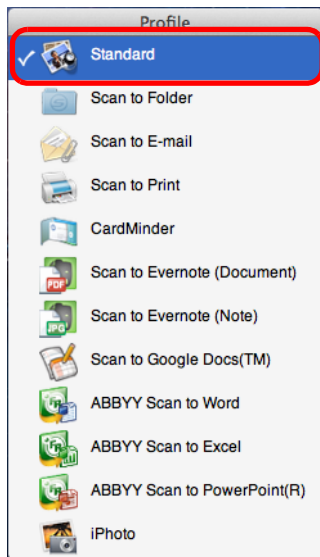 Profile
Standard
Scan to Folder
Scan to E-mail
Scan to Print
CardMinder
PDF
Scan to Evernote (Document)
JPG
Scan to Evernote (Note)
Scan to Google Docs(TM)
ABBYY Scan to Word
ABBYY Scan to Excel
ABBYY Scan to PowerPoint(R)
iPhoto